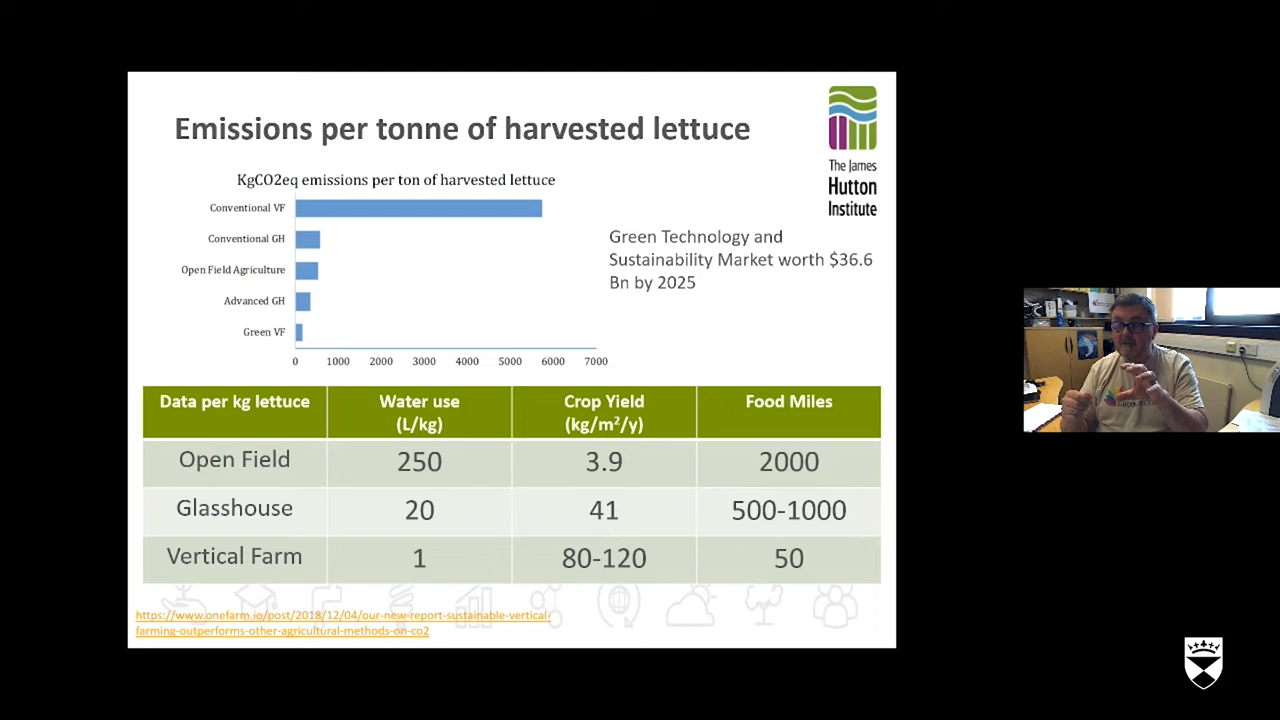 Emissions per tonne of harvested lettuce
The James
Hutton
Institute
KgCO2eq emissions per ton of harvested lettuce
Conventional VF
Conventional GH
Open Field Agriculture
Advanced GH
Green VF
0 1000 2000 3000 4000 5000 6000 7000
Green Technology and
Sustainability Market worth $36.6
Bn by 2025
Data per kg lettuce Water use Crop Yield Food Miles
(L/kg) (kg/m²/y)
Open Field 250 3.9 2000
Glasshouse 20 41 500-1000
Vertical Farm 1 80-120 50
https://www.onefarm.io/post/2018/12/04/our-new-report-sustainable-vertical-
farming-outperforms-other-agricultural-methods-on-co2